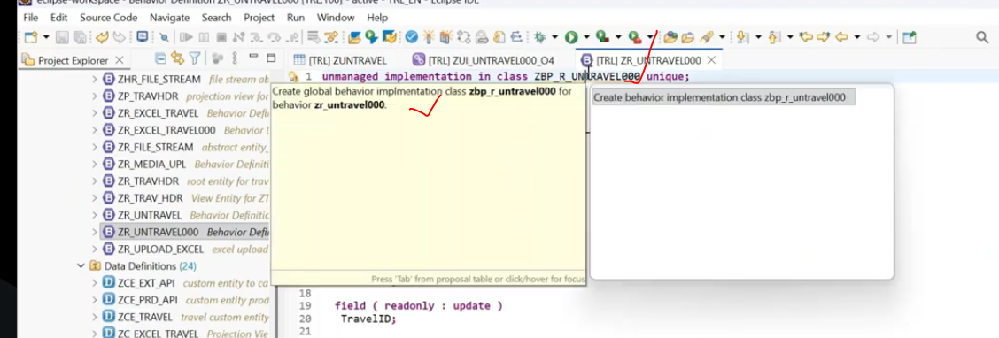 eclipse-workspace - Behavior Definition ZR_UNTRAVEL000 [TRL,100] - active - TRL_EN - Eclipse IDE
File Edit Source Code Navigate Search Project Run Window Help
Project Explorer
[TRL] ZUNTRAVEL
[TRL] ZUI_UNTRAVEL000_O4
[TRL] ZR_UNTRAVEL000
ZHR_FILE_STREAM file stream ab
ZP_TRAVHDR projection view for
ZR_EXCEL_TRAVEL Behavior Defi
ZR_EXCEL_TRAVEL000 Behavior D
ZR_FILE_STREAM abstract entity_
ZR_MEDIA_UPL Behavior Definiti
ZR_TRAVHDR root entity for trav
ZR_TRAV_HDR View Entity for ZT
ZR_UNTRAVEL Behavior Definitic
ZR_UNTRAVEL000 Behavior Defi
ZR_UPLOAD_EXCEL excel upload
Data Definitions (24)
ZCE_EXT_API custom entity to ca
ZCE_PRD_API custom entity prod
ZCE_TRAVEL travel custom entity
ZC_EXCEL_TRAVEL Projection Vie
1 unmanaged implementation in class ZBP_R_UNTRAVEL000 unique;
Create global behavior implmentation class zbp_r_untravel000 for
behavior zr_untravel000.
Press 'Tab' from proposal table or click/hover for focus
Create behavior implementation class zbp_r_untravel000
18
19 field ( readonly : update )
20 TravelID;
21